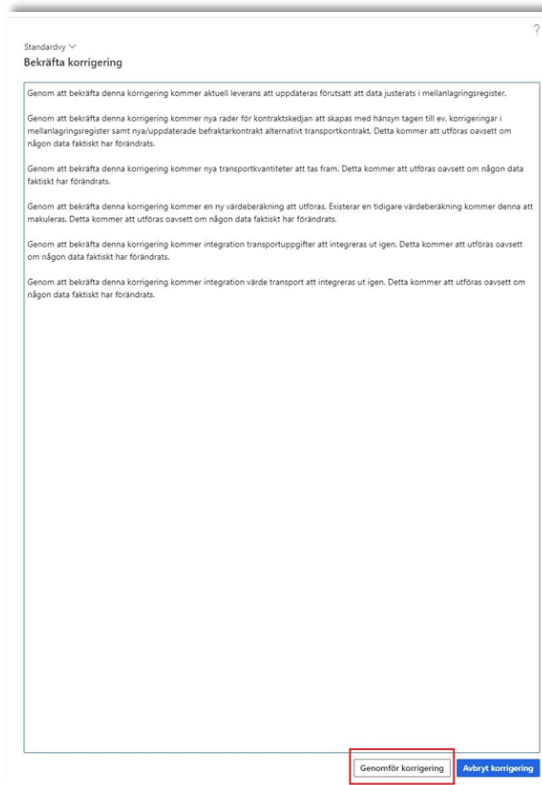 ?
Standardvy
Bekräfta korrigering
Genom att bekräfta denna korrigering kommer aktuell leverans att uppdateras förutsatt att data justerats i mellanlagringsregister.
Genom att bekräfta denna korrigering kommer nya rader för kontraktskedjan att skapas med hänsyn tagen till ev. korrigeringar i
mellanlagringsregister samt nya/uppdaterade befraktarkontrakt alternativt transportkontrakt. Detta kommer att utföras oavsett om
någon data faktiskt har förändrats.
Genom att bekräfta denna korrigering kommer nya transportkvantiteter att tas fram. Detta kommer att utföras oavsett om någon data
faktiskt har förändrats.
Genom att bekräfta denna korrigering kommer en ny värdeberäkning att utföras. Existerar en tidigare värdeberäkning kommer denna att
makuleras. Detta kommer att utföras oavsett om någon data faktiskt har förändrats.
Genom att bekräfta denna korrigering kommer integration transportuppgifter att integreras ut igen. Detta kommer att utföras oavsett
om någon data faktiskt har förändrats.
Genom att bekräfta denna korrigering kommer integration värde transport att integreras ut igen. Detta kommer att utföras oavsett om
någon data faktiskt har förändrats.
Genomför korrigering Avbryt korrigering